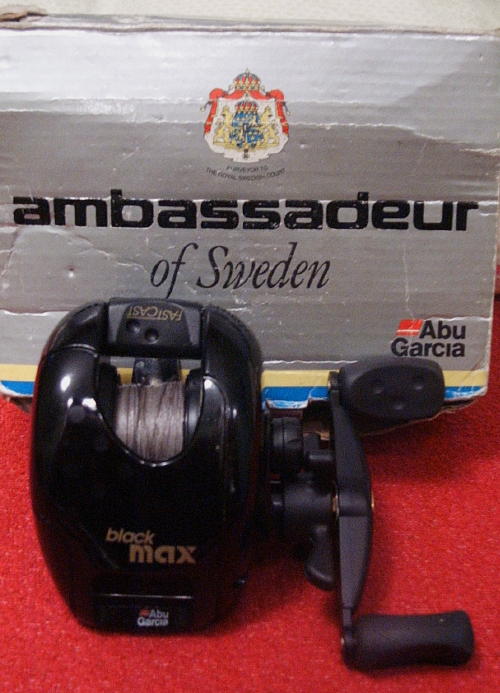 PURVEYOR TO
THE ROYAL SWEDISH COURT
ambassadeur
of Sweden
Abu
Garcia
FASTCAST
black
max
Abu
Garcia